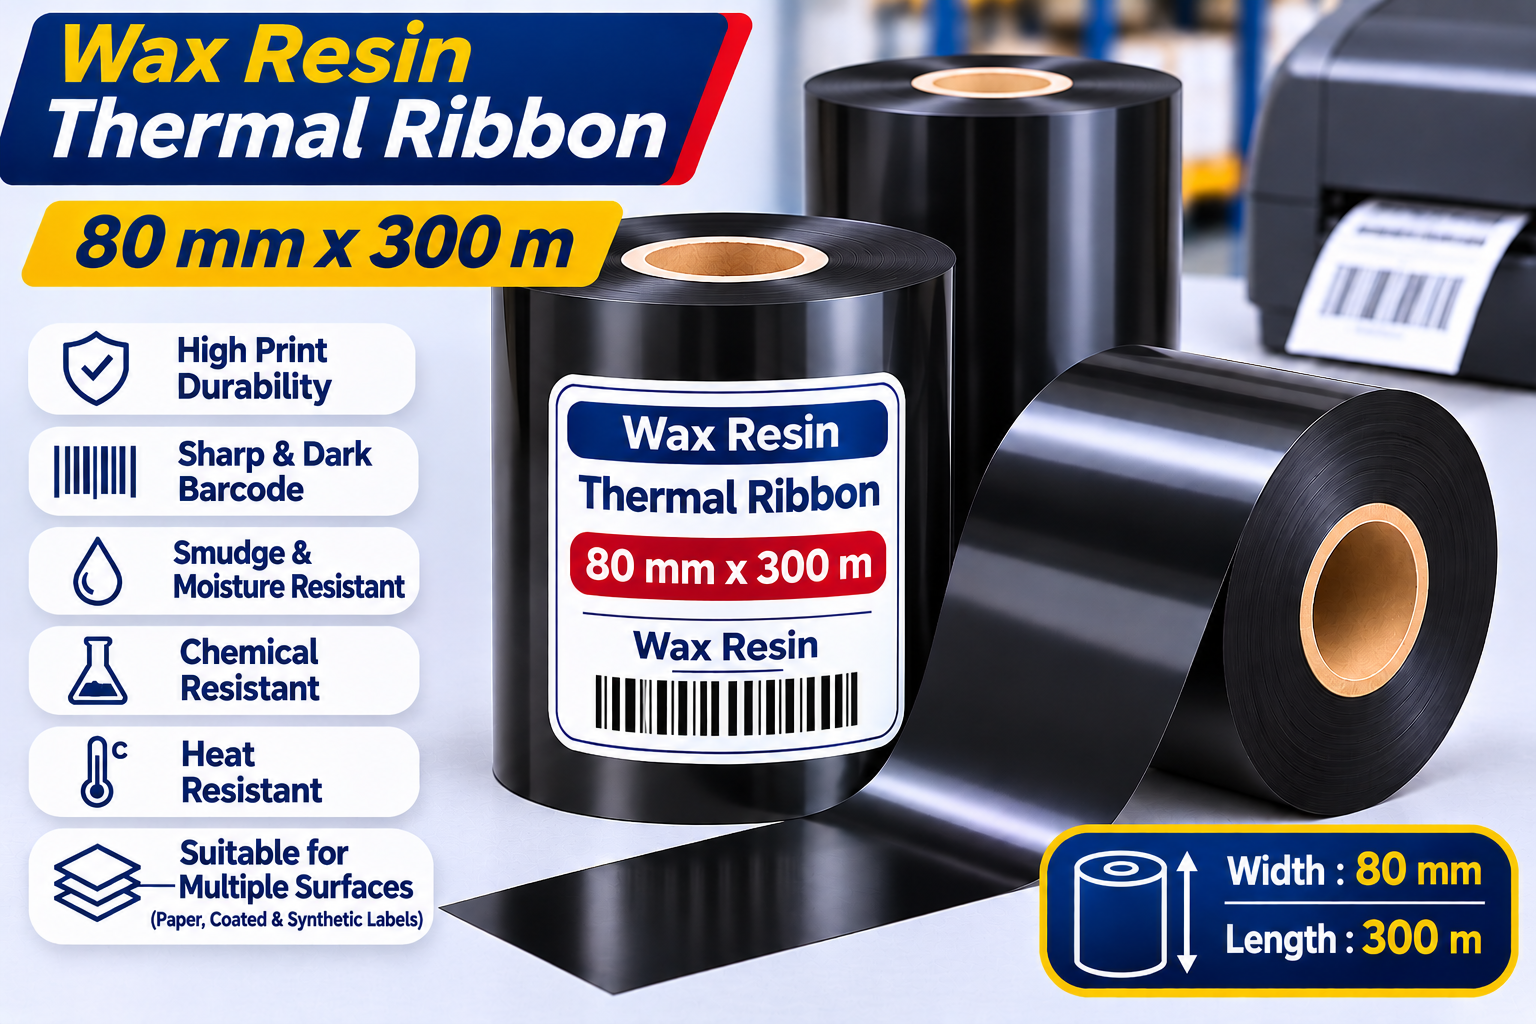 Wax Resin
Thermal Ribbon
80 mm x 300 m
High Print
Durability
Sharp & Dark
Barcode
Smudge &
Moisture Resistant
Chemical
Resistant
C
Heat
Resistant
Suitable for
Multiple Surfaces
(Paper, Coated & Synthetic Labels)
Wax Resin
Thermal Ribbon
80 mm x 300 m
Wax Resin
Width : 80 mm
Length : 300 m